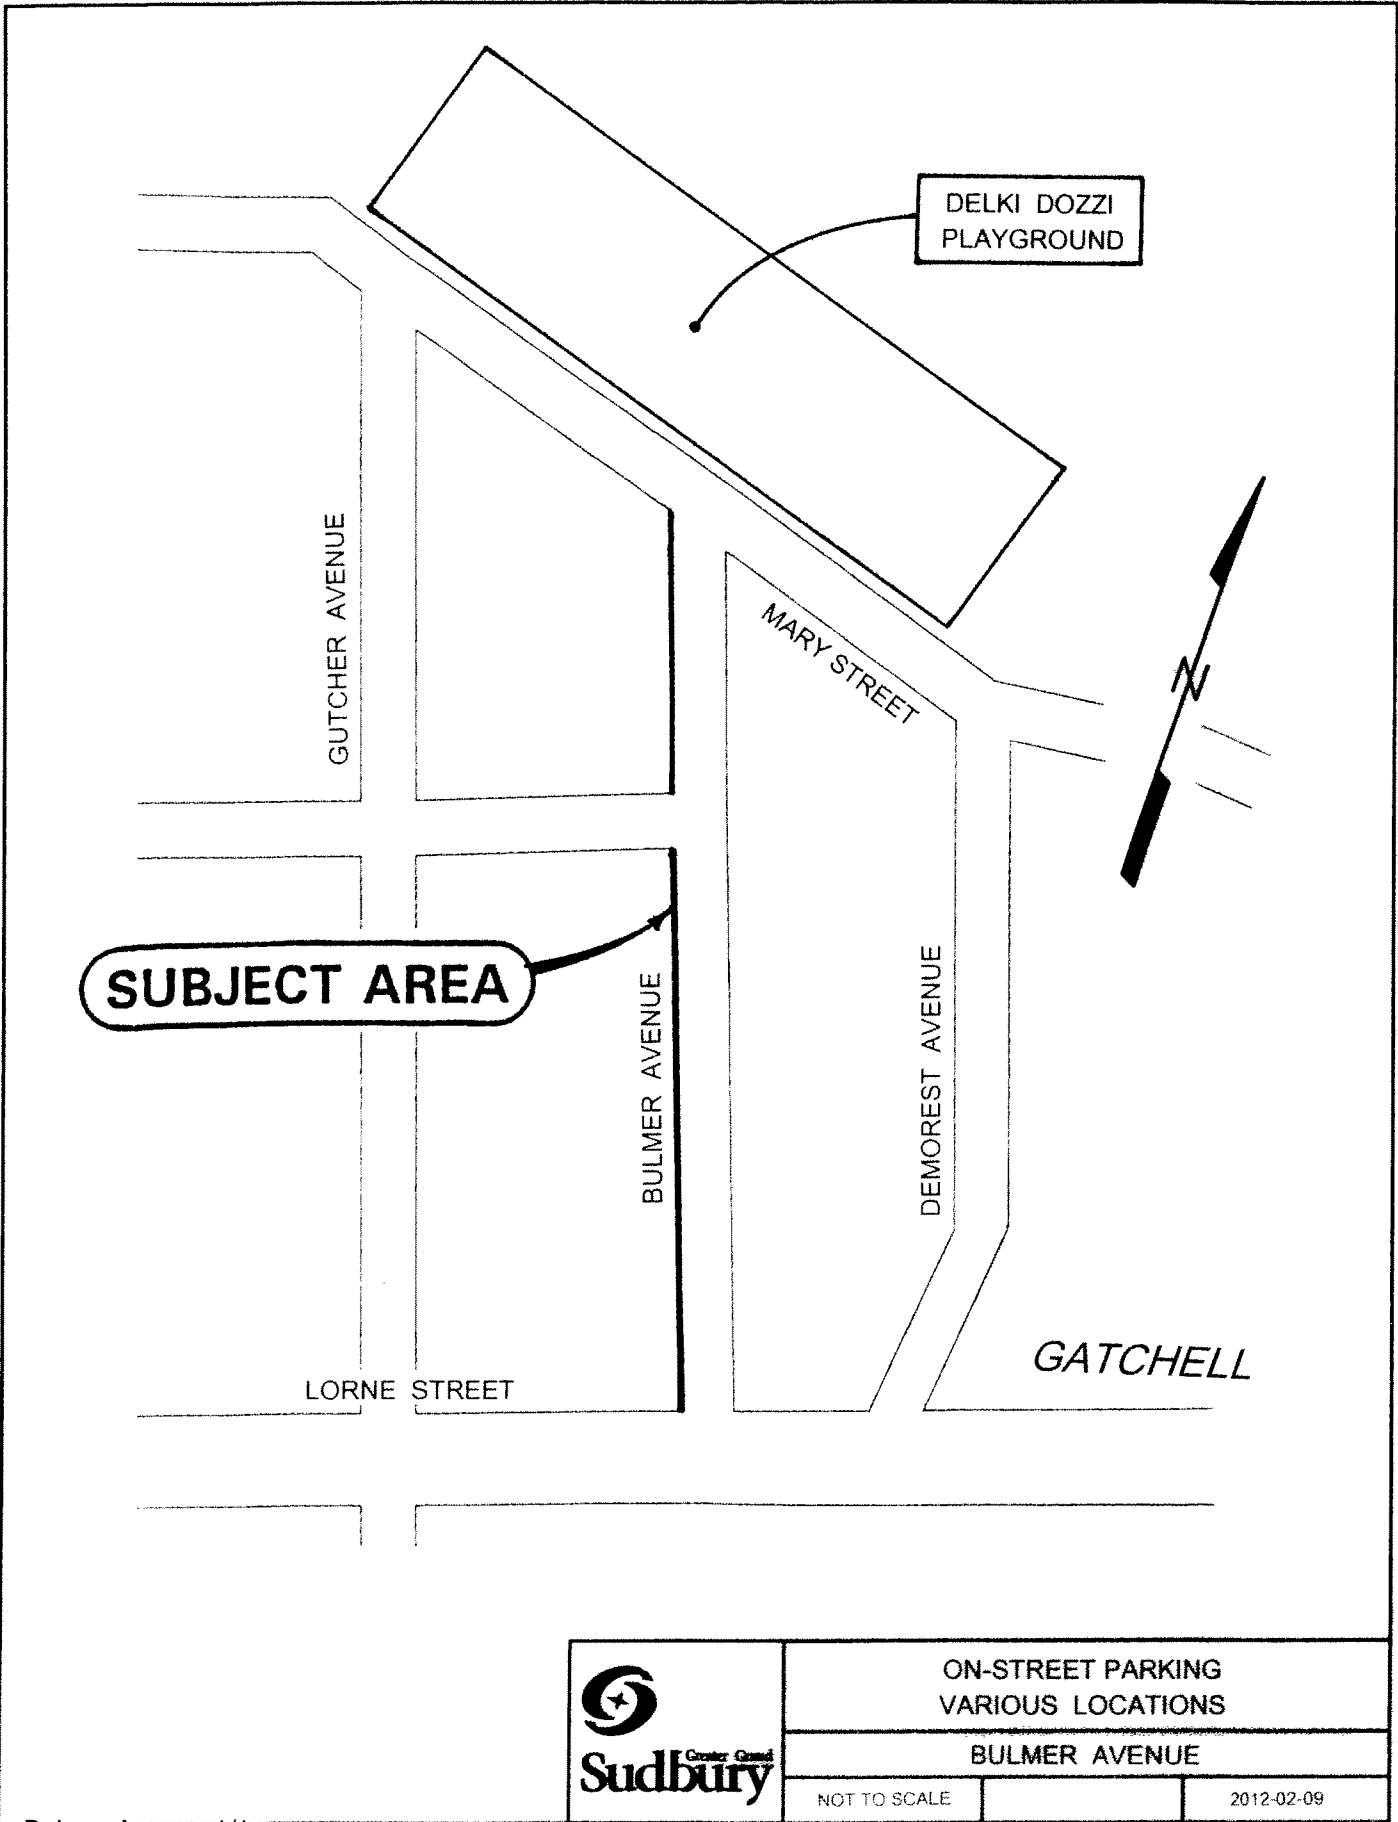 DELKI DOZZI
PLAYGROUND
GUTCHER AVENUE
MARY STREET
N
SUBJECT AREA
BULMER AVENUE
DEMOREST AVENUE
GATCHELL
LORNE STREET
ON-STREET PARKING
VARIOUS LOCATIONS
Greater Grand
Sudbury
BULMER AVENUE
NOT TO SCALE
2012-02-09